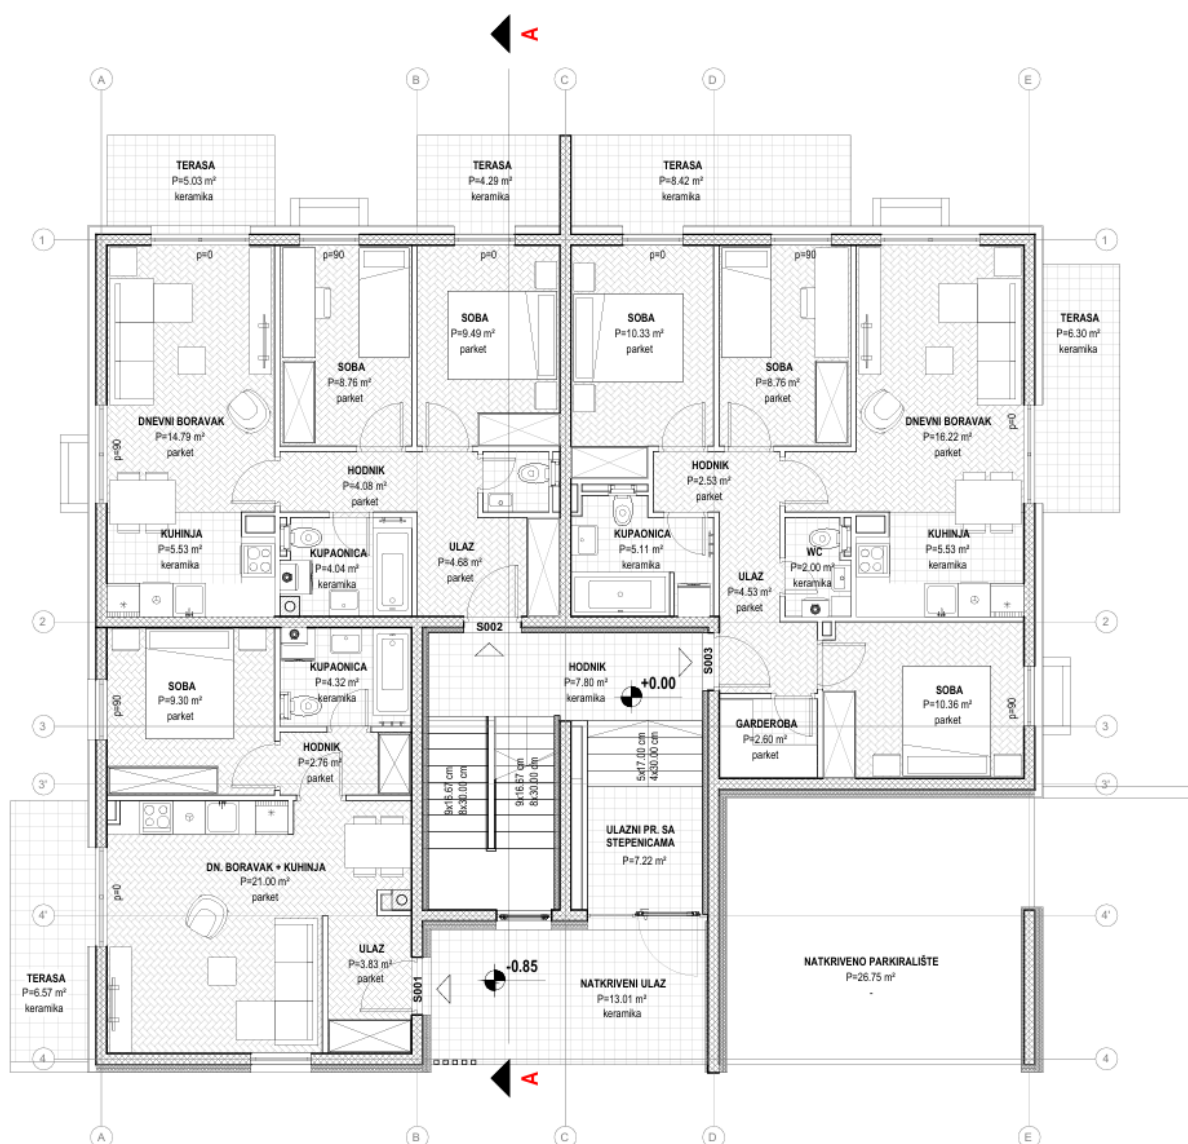 A
A
B
C
D
E
TERASA
P=5.03 m²
keramika
TERASA
P=4.29 m²
keramika
TERASA
P=8.42 m²
keramika
1
1
p=0
p=90
p=0
p=0
p=90
TERASA
P=6.30 m²
keramika
SOBA
P=9.49 m²
parket
SOBA
P=10.33 m²
parket
SOBA
P=8.76 m²
parket
SOBA
P=8.76 m²
parket
DNEVNI BORAVAK
P=14.79 m²
parket
p=90
DNEVNI BORAVAK
P=16.22 m²
parket
p=0
HODNIK
P=4.08 m²
parket
HODNIK
P=2.53 m²
parket
KUHINJA
P=5.53 m²
keramika
KUPAONICA
P=4.04 m²
keramika
ULAZ
P=4.68 m²
parket
KUPAONICA
P=5.11 m²
keramika
WC
P=2.00 m²
keramika
KUHINJA
P=5.53 m²
keramika
ULAZ
P=4.53 m²
parket
2
2
S002
S003
KUPAONICA
P=4.32 m²
keramika
HODNIK
P=7.80 m²
keramika
+0.00
SOBA
P=9.30 m²
parket
p=90
SOBA
P=10.36 m²
parket
p=90
3
3
GARDEROBA
P=2.60 m²
parket
HODNIK
P=2.76 m²
parket
9x16.67 cm
8x30.00 cm
9x16.67 cm
8x30.00 cm
5x17.00 cm
4x30.00 cm
3'
3'
ULAZNI PR. SA
STEPENICAMA
P=7.22 m²
DN. BORAVAK + KUHINJA
P=21.00 m²
parket
p=0
4'
4'
ULAZ
P=3.83 m²
parket
S001
-0.85
NATKRIVENI ULAZ
P=13.01 m²
keramika
NATKRIVENO PARKIRALIŠTE
P=26.75 m²
-
TERASA
P=6.57 m²
keramika
4
4
A
A
B
C
D
E